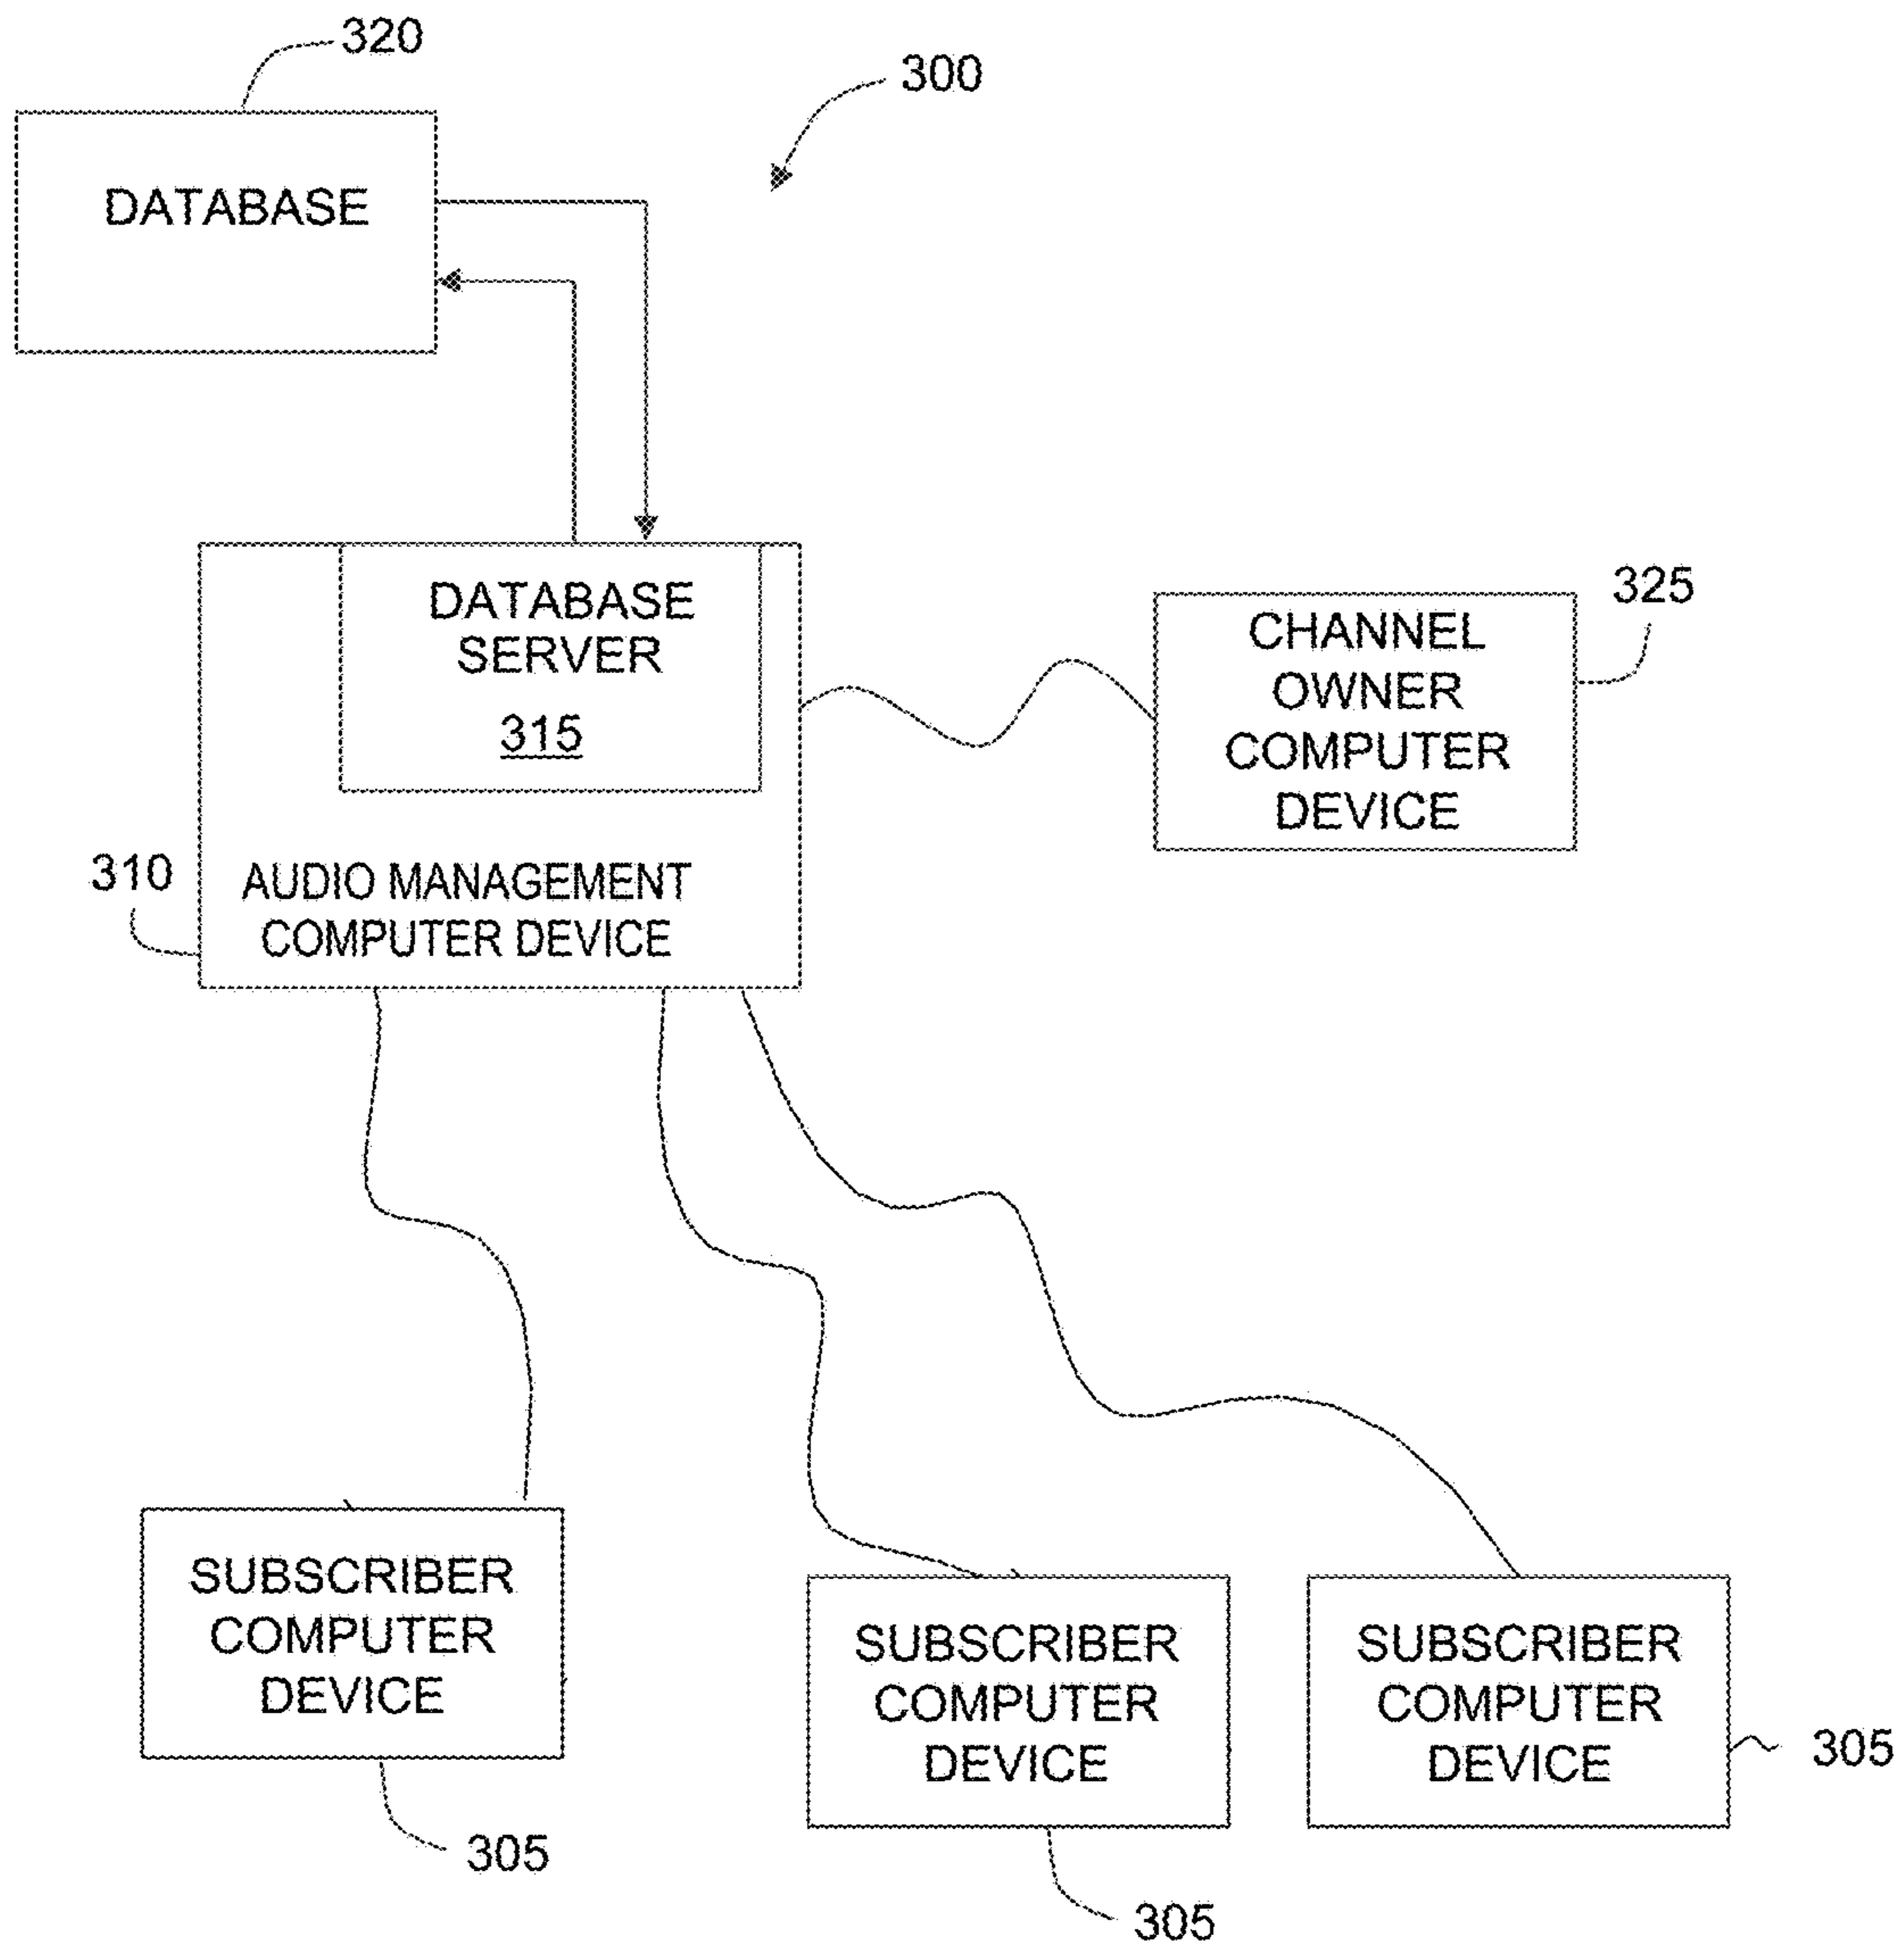 320
300
DATABASE
DATABASE
SERVER
315
325
CHANNEL
OWNER
COMPUTER
DEVICE
310
AUDIO MANAGEMENT
COMPUTER DEVICE
SUBSCRIBER
COMPUTER
DEVICE
305
SUBSCRIBER
COMPUTER
DEVICE
305
SUBSCRIBER
COMPUTER
DEVICE
305